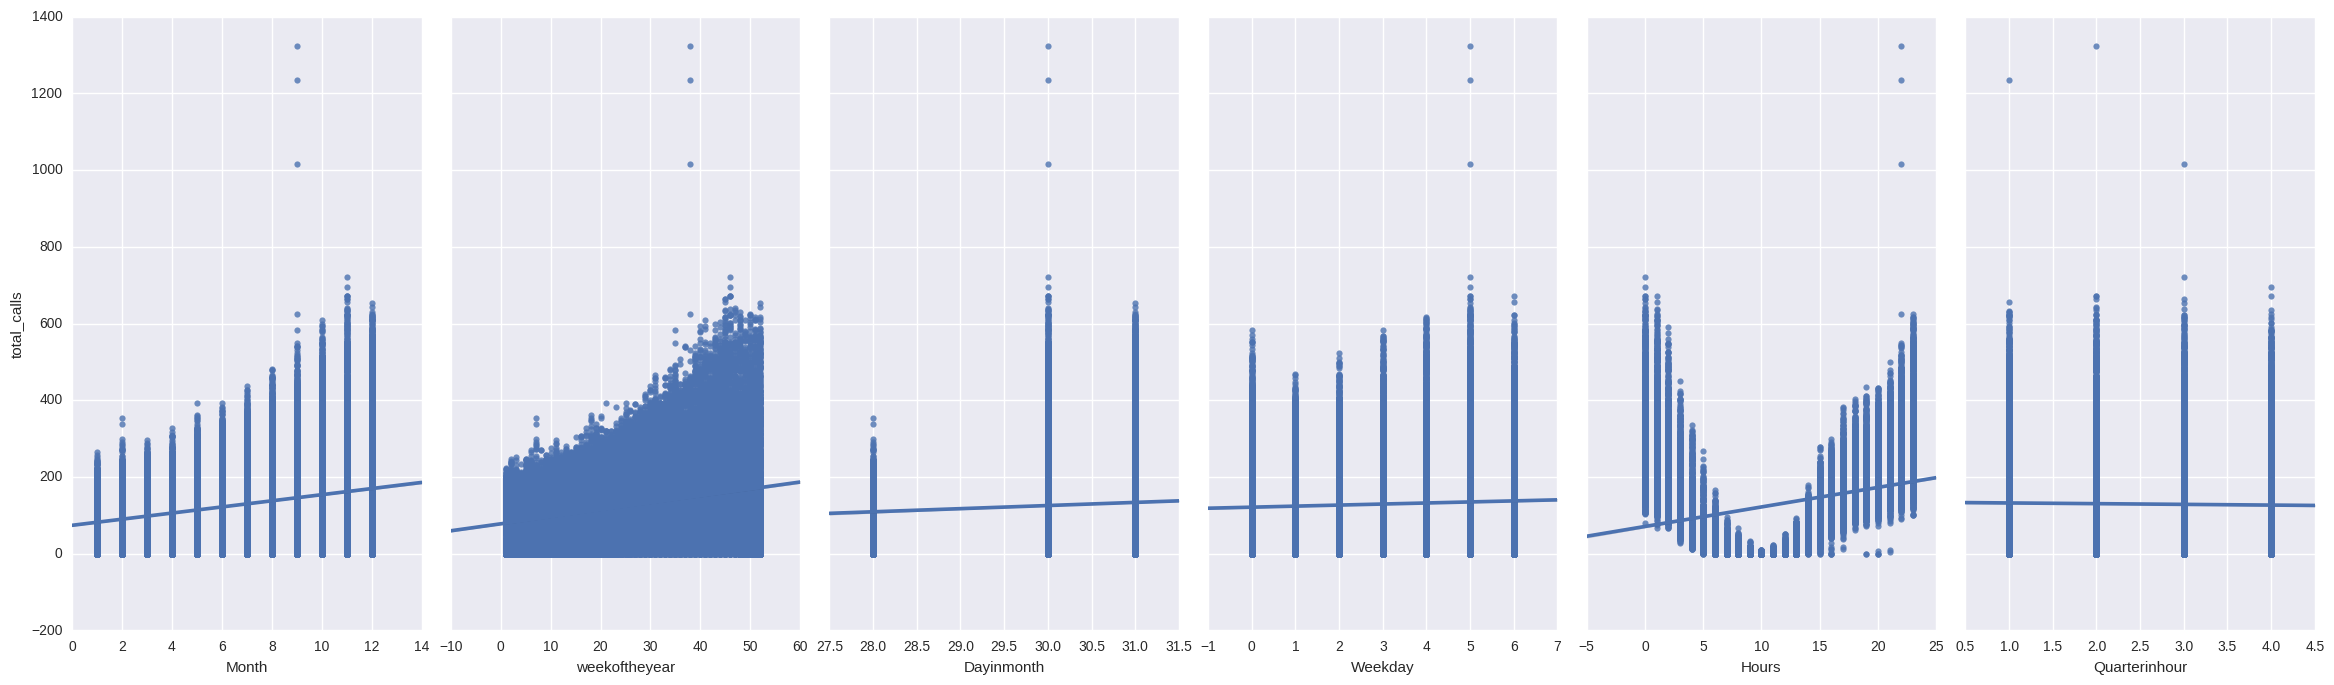 1400
1200
1000
800
600
400
200
0
−200
total_calls
0 2 4 6 8 10 12 14
Month
−10 0 10 20 30 40 50 60
weekoftheyear
27.5 28.0 28.5 29.0 29.5 30.0 30.5 31.0 31.5
Dayinmonth
−1 0 1 2 3 4 5 6 7
Weekday
−5 0 5 10 15 20 25
Hours
0.5 1.0 1.5 2.0 2.5 3.0 3.5 4.0 4.5
Quarterinhour